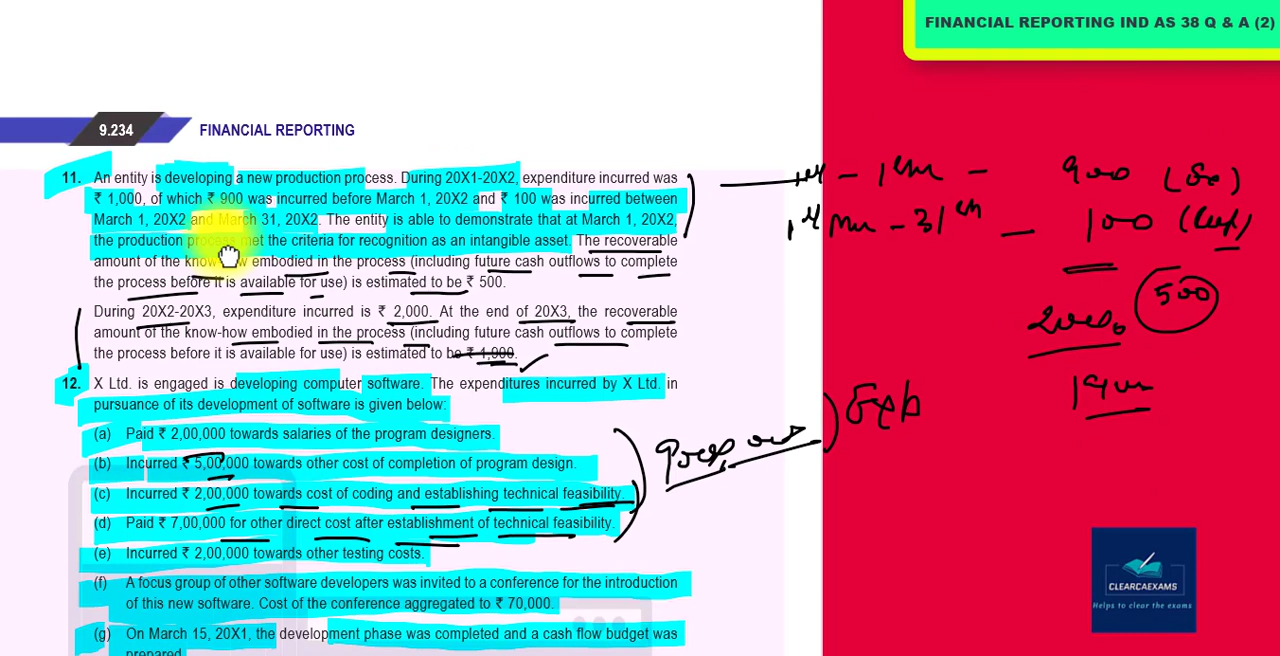 FINANCIAL REPORTING IND AS 38 Q & A (2)
9.234 FINANCIAL REPORTING
11. An entity is developing a new production process. During 20X1-20X2, expenditure incurred was
₹ 1,000, of which ₹ 900 was incurred before March 1, 20X2 and ₹ 100 was incurred between
March 1, 20X2 and March 31, 20X2. The entity is able to demonstrate that at March 1, 20X2,
the production process met the criteria for recognition as an intangible asset. The recoverable
amount of the know-how embodied in the process (including future cash outflows to complete
the process before it is available for use) is estimated to be ₹ 500.
During 20X2-20X3, expenditure incurred is ₹ 2,000. At the end of 20X3, the recoverable
amount of the know-how embodied in the process (including future cash outflows to complete
the process before it is available for use) is estimated to be ₹ 1,900.
12. X Ltd. is engaged is developing computer software. The expenditures incurred by X Ltd. in
pursuance of its development of software is given below:
(a) Paid ₹ 2,00,000 towards salaries of the program designers.
(b) Incurred ₹ 5,00,000 towards other cost of completion of program design.
(c) Incurred ₹ 2,00,000 towards cost of coding and establishing technical feasibility.
(d) Paid ₹ 7,00,000 for other direct cost after establishment of technical feasibility.
(e) Incurred ₹ 2,00,000 towards other testing costs.
(f) A focus group of other software developers was invited to a conference for the introduction
of this new software. Cost of the conference aggregated to ₹ 70,000.
(g) On March 15, 20X1, the development phase was completed and a cash flow budget was
prepared
900
31
100
500
Exp
CLEARCAEXAMS
Helps to clear the exams